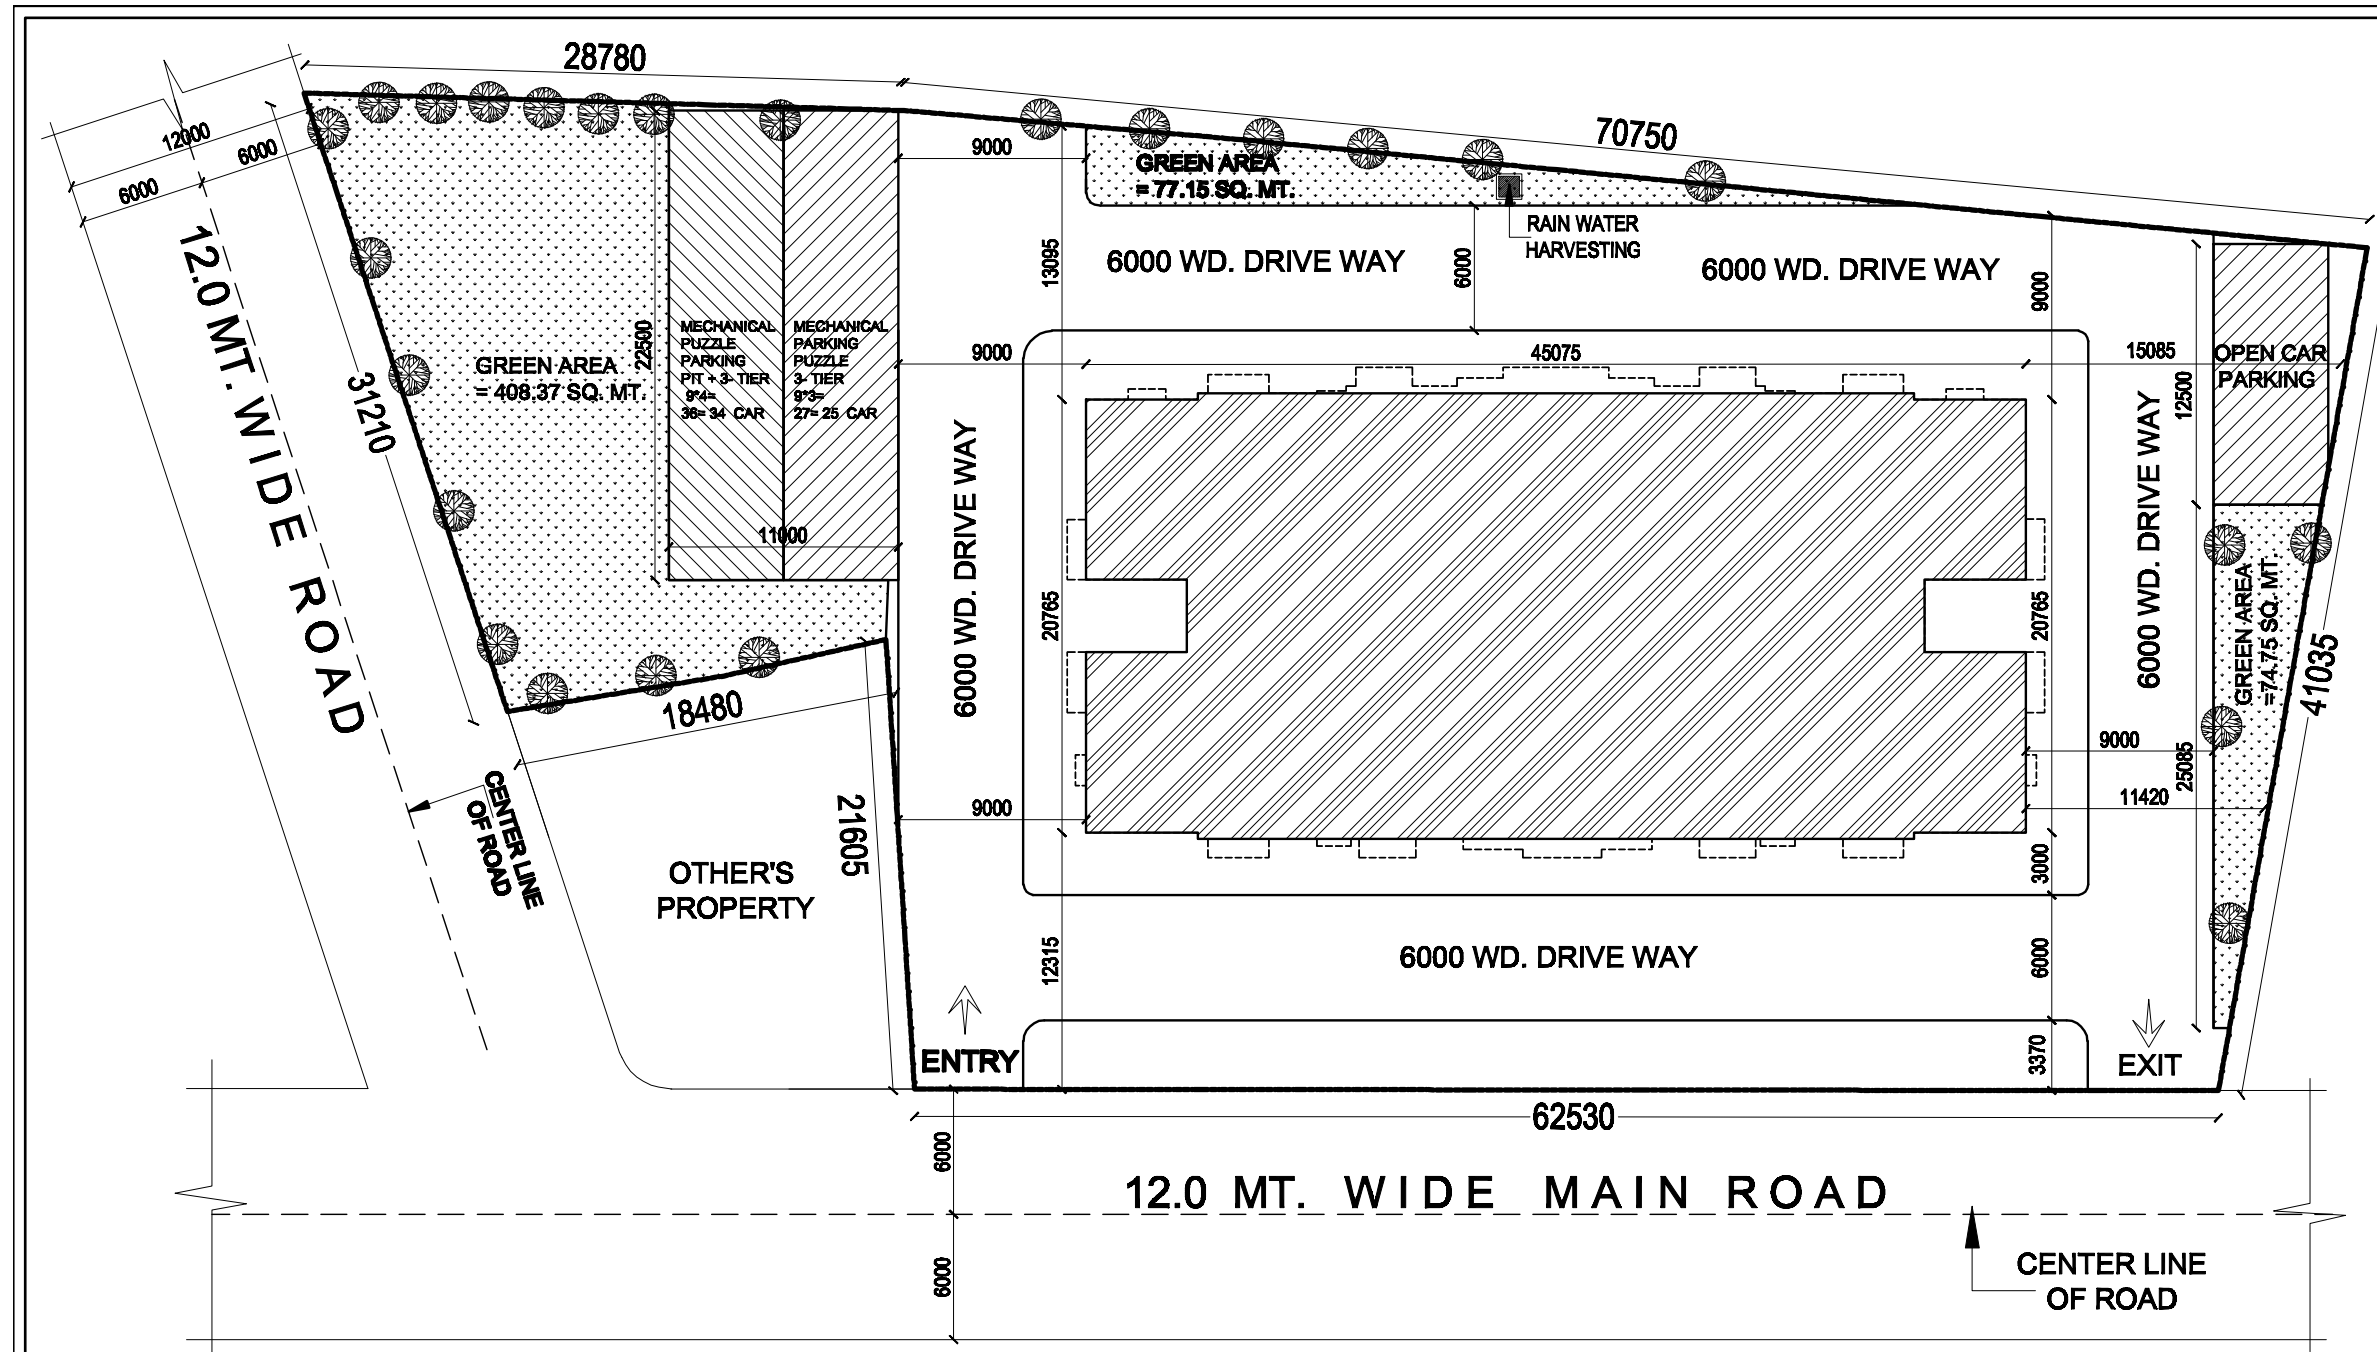 28780
70750
12000
6000
6000
9000
GREEN AREA
= 77.15 SQ. MT.
RAIN WATER
HARVESTING
12.0 MT. WIDE ROAD
13095
6000 WD. DRIVE WAY
6000
6000 WD. DRIVE WAY
9000
31210
GREEN AREA
= 408.37 SQ. MT.
22500
MECHANICAL
PUZZLE
PARKING
PIT + 3- TIER
9*4=
36= 34 CAR
MECHANICAL
PARKING
PUZZLE
3- TIER
9*3=
27= 25 CAR
9000
45075
15085
OPEN CAR
PARKING
12500
11000
6000 WD. DRIVE WAY
20765
20765
6000 WD. DRIVE WAY
GREEN AREA
=74.75 SQ. MT.
41035
18480
9000
25085
11420
CENTER LINE
OF ROAD
21605
9000
OTHER'S
PROPERTY
3000
12315
6000 WD. DRIVE WAY
6000
ENTRY
3370
EXIT
62530
6000
12.0 MT. WIDE MAIN ROAD
6000
CENTER LINE
OF ROAD